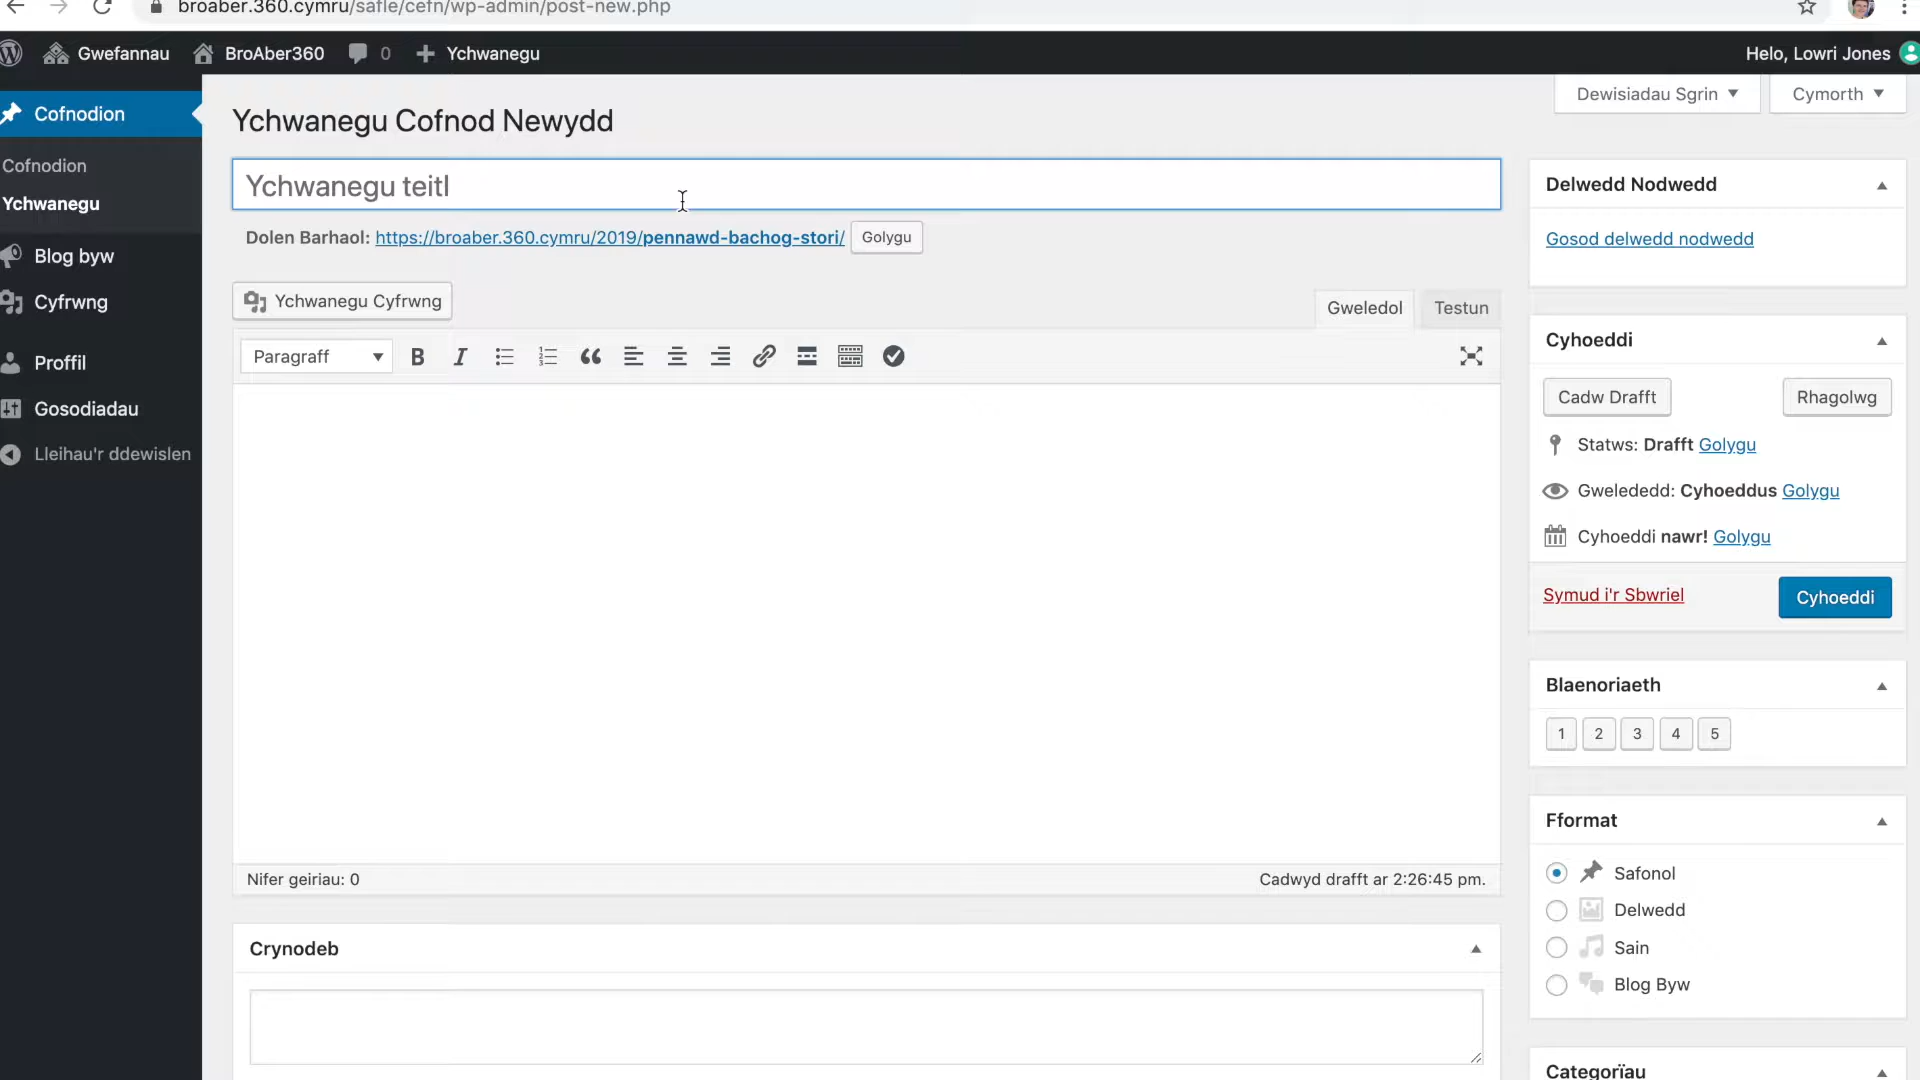 broaber.360.cymru/safle/cefn/wp-admin/post-new.php
Gwefannau BroAber360 0 Ychwanegu Helo, Lowri Jones
Dewisiadau Sgrin Cymorth
Cofnodion
Cofnodion
Ychwanegu
Blog byw
Cyfrwng
Proffil
Gosodiadau
Lleihau'r ddewislen
Ychwanegu Cofnod Newydd
Ychwanegu teitl
Dolen Barhaol: https://broaber.360.cymru/2019/pennawd-bachog-stori/ Golygu
Ychwanegu Cyfrwng
Gweledol Testun
Paragraff B I
Nifer geiriau: 0 Cadwyd drafft ar 2:26:45 pm.
Crynodeb
Delwedd Nodwedd
Gosod delwedd nodwedd
Cyhoeddi
Cadw Drafft Rhagolwg
Statws: Drafft Golygu
Gwelededd: Cyhoeddus Golygu
Cyhoeddi nawr! Golygu
Symud i'r Sbwriel Cyhoeddi
Blaenoriaeth
1 2 3 4 5
Fformat
Safonol
Delwedd
Sain
Blog Byw
Categorïau